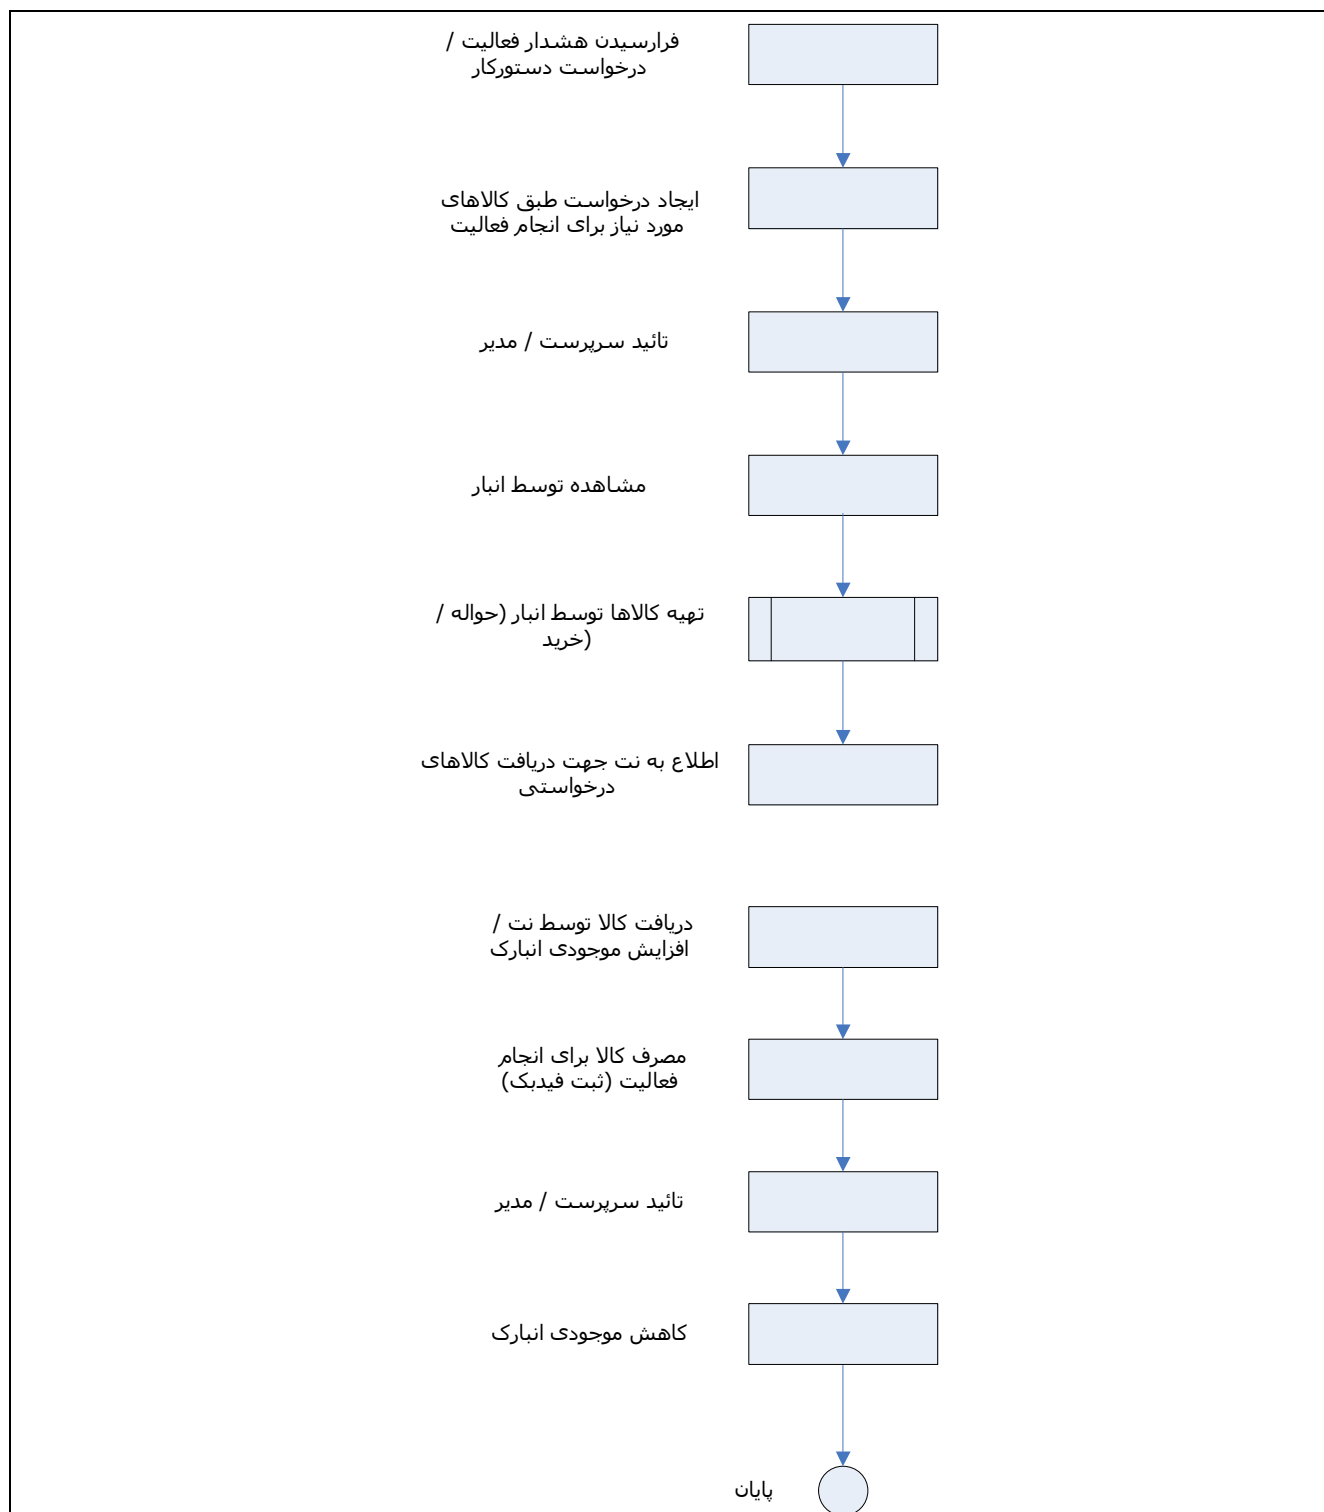 فرارسیدن هشدار فعالیت /
درخواست دستورکار
ایجاد درخواست طبق کالاهای
مورد نیاز برای انجام فعالیت
تائید سرپرست / مدیر
مشاهده توسط انبار
تهیه کالاها توسط انبار (حواله /
خرید)
اطلاع به نت جهت دریافت کالاهای
درخواستی
دریافت کالا توسط نت /
افزایش موجودی انبارک
مصرف کالا برای انجام
فعالیت (ثبت فیدبک)
تائید سرپرست / مدیر
کاهش موجودی انبارک
پایان